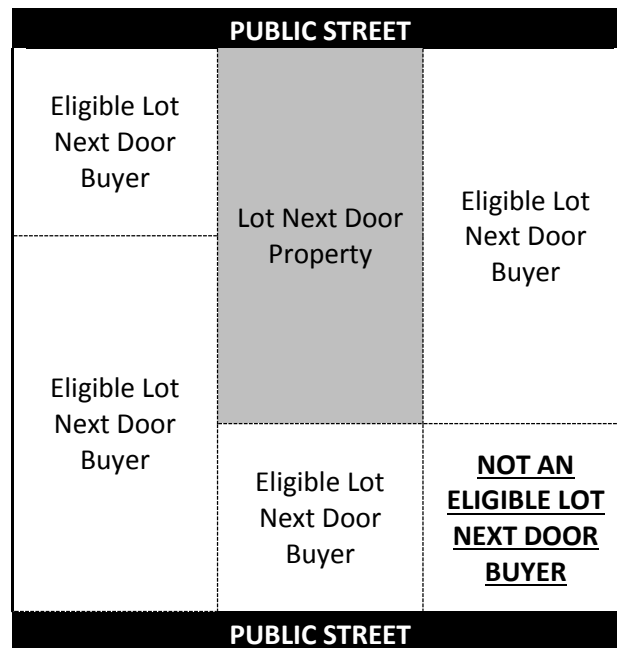 PUBLIC STREET
Eligible Lot
Next Door
Buyer
Lot Next Door
Property
Eligible Lot
Next Door
Buyer
Eligible Lot
Next Door
Buyer
Eligible Lot
Next Door
Buyer
NOT AN
ELIGIBLE LOT
NEXT DOOR
BUYER
PUBLIC STREET